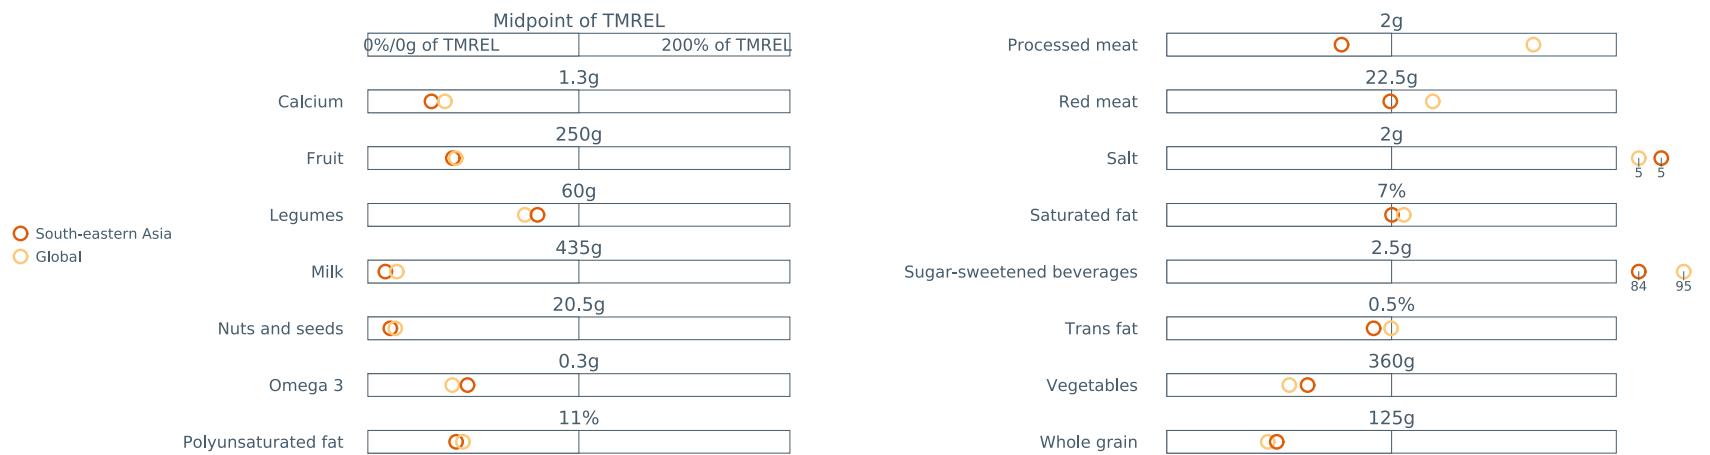 Midpoint of TMREL
0%/0g of TMREL
200% of TMREL
1.3g
Calcium
250g
Fruit
60g
Legumes
435g
Milk
20.5g
Nuts and seeds
0.3g
Omega 3
11%
Polyunsaturated fat
South-eastern Asia
Global
2g
Processed meat
22.5g
Red meat
2g
Salt
5 5
7%
Saturated fat
2.5g
Sugar-sweetened beverages
84 95
0.5%
Trans fat
360g
Vegetables
125g
Whole grain